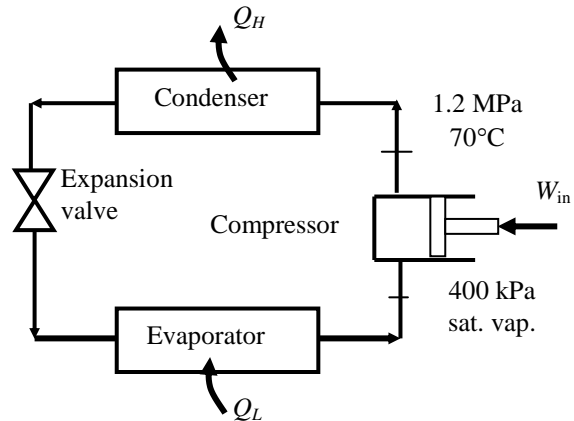 Q_H
Condenser
1.2 MPa
70°C
Expansion
valve
Compressor
W_in
400 kPa
sat. vap.
Evaporator
Q_L